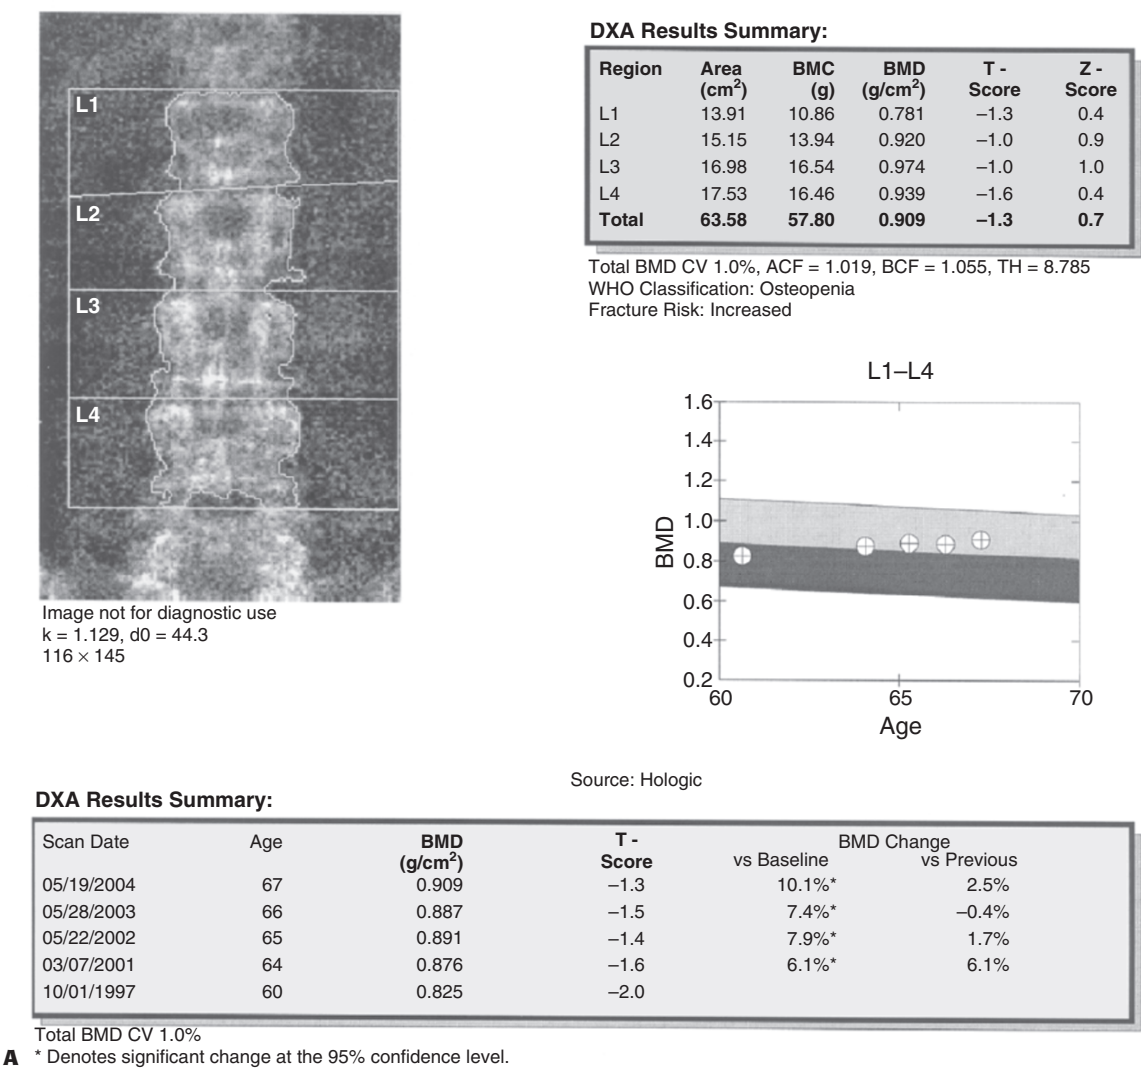 L1
L2
L3
L4
Image not for diagnostic use
k = 1.129, d0 = 44.3
116 × 145
DXA Results Summary:
Region Area (cm²) BMC (g) BMD (g/cm²) T - Score Z - Score
L1 13.91 10.86 0.781 –1.3 0.4
L2 15.15 13.94 0.920 –1.0 0.9
L3 16.98 16.54 0.974 –1.0 1.0
L4 17.53 16.46 0.939 –1.6 0.4
Total 63.58 57.80 0.909 –1.3 0.7
Total BMD CV 1.0%, ACF = 1.019, BCF = 1.055, TH = 8.785
WHO Classification: Osteopenia
Fracture Risk: Increased
L1–L4
1.6
1.4
1.2
1.0
0.8
0.6
0.4
0.2
BMD
60 65 70
Age
Source: Hologic
DXA Results Summary:
Scan Date Age BMD (g/cm²) T - Score BMD Change
vs Baseline vs Previous
05/19/2004 67 0.909 –1.3 10.1%* 2.5%
05/28/2003 66 0.887 –1.5 7.4%* –0.4%
05/22/2002 65 0.891 –1.4 7.9%* 1.7%
03/07/2001 64 0.876 –1.6 6.1%* 6.1%
10/01/1997 60 0.825 –2.0
Total BMD CV 1.0%
A * Denotes significant change at the 95% confidence level.